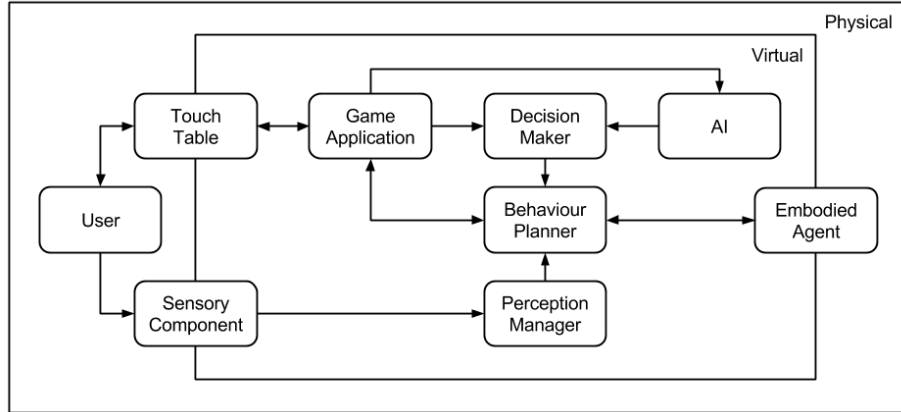 Physical
Virtual
Touch
Table
Game
Application
Decision
Maker
AI
User
Behaviour
Planner
Embodied
Agent
Sensory
Component
Perception
Manager